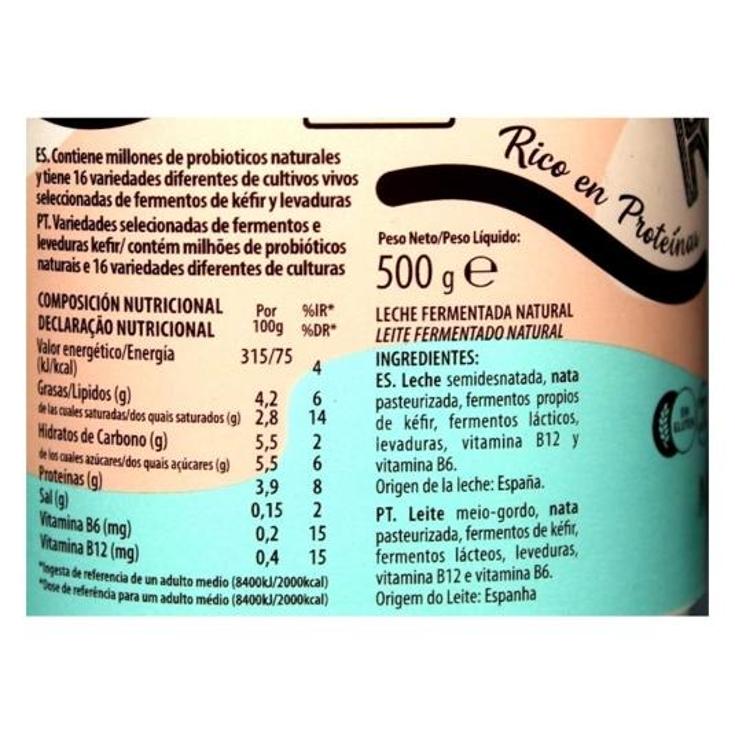 ES. Contiene millones de probioticos naturales
y tiene 16 variedades diferentes de cultivos vivos
seleccionadas de fermentos de kéfir y levaduras
PT. Variedades selecionadas de fermentos e
leveduras kefir/ contém milhões de probióticos
naturais e 16 variedades diferentes de culturas
COMPOSICIÓN NUTRICIONAL Por %IR*
DECLARAÇÃO NUTRICIONAL 100g %DR*
Valor energético/Energía 315/75
(kJ/kcal) 4
Grasas/Lipidos (g) 4,2 6
de las cuales saturadas/dos quais saturados (g) 2,8 14
Hidratos de Carbono (g) 5,5 2
de los cuales azúcares/dos quais açúcares (g) 5,5 6
Proteinas (g) 3,9 8
Sal (g) 0,15 2
Vitamina B6 (mg) 0,2 15
Vitamina B12 (mg) 0,4 15
*Ingesta de referencia de un adulto medio (8400kJ/2000kcal)
*Dose de referência para um adulto médio (8400kJ/2000kcal)
Rico en Proteínas
Peso Neto/Peso Líquido:
500 g e
LECHE FERMENTADA NATURAL
LEITE FERMENTADO NATURAL
INGREDIENTES:
ES. Leche semidesnatada, nata
pasteurizada, fermentos propios
de kéfir, fermentos lácticos,
levaduras, vitamina B12 y
vitamina B6.
Origen de la leche: España.
PT. Leite meio-gordo, nata
pasteurizada, fermentos de kéfir,
fermentos lácteos, leveduras,
vitamina B12 e vitamina B6.
Origem do Leite: Espanha
SIN
GLUTEN